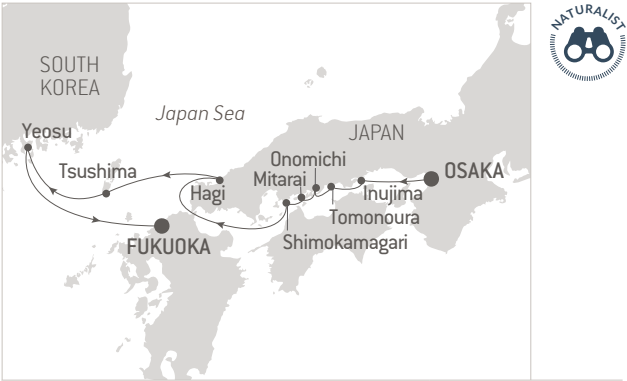 NATURALIST
SOUTH
KOREA
Japan Sea
Yeosu
JAPAN
Onomichi
Tsushima
OSAKA
Mitarai
Hagi
Inujima
Tomonoura
FUKUOKA
Shimokamagari